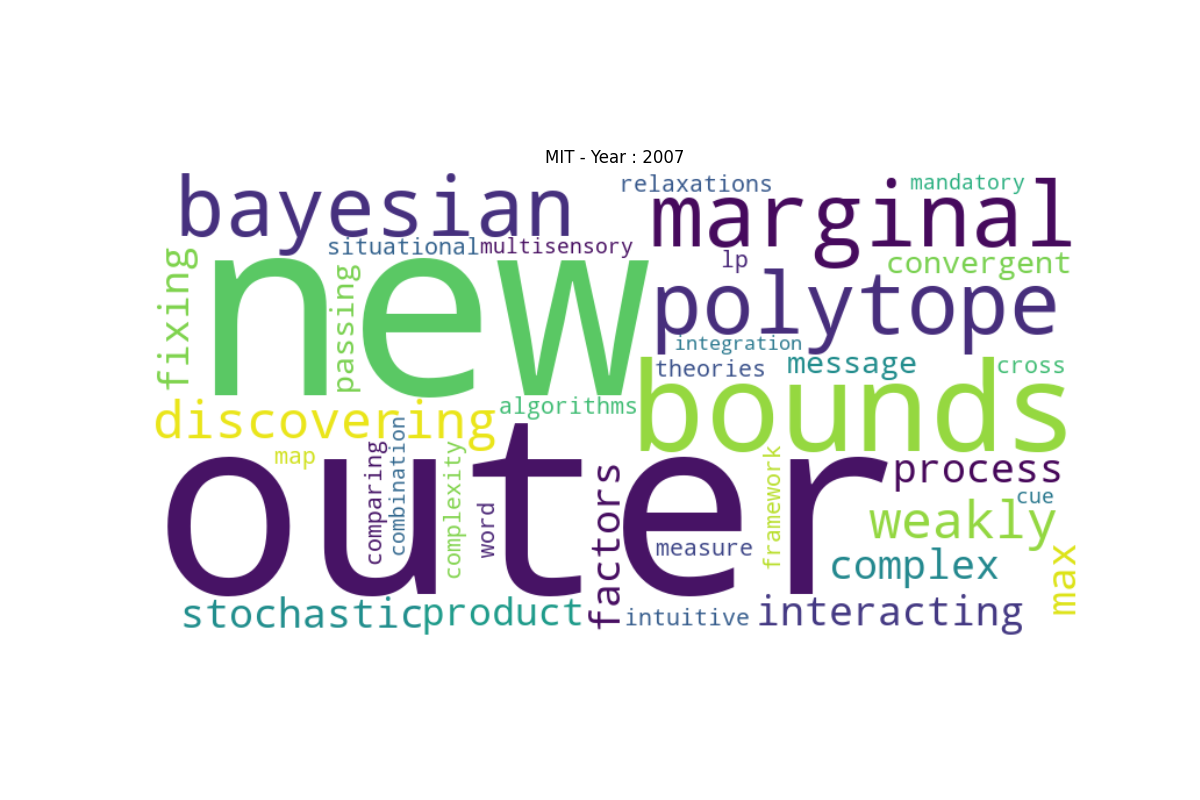 MIT - Year : 2007
bayesian
relaxations
marginal
mandatory
situational
multisensory
lp
convergent
fixing
new
passing
polytope
integration
theories
message
cross
bounds
discovering
algorithms
map
outer
comparing
combination
complexity
word
factors
measure
framework
process
cue
weakly
complex
max
stochastic
product
intuitive
interacting